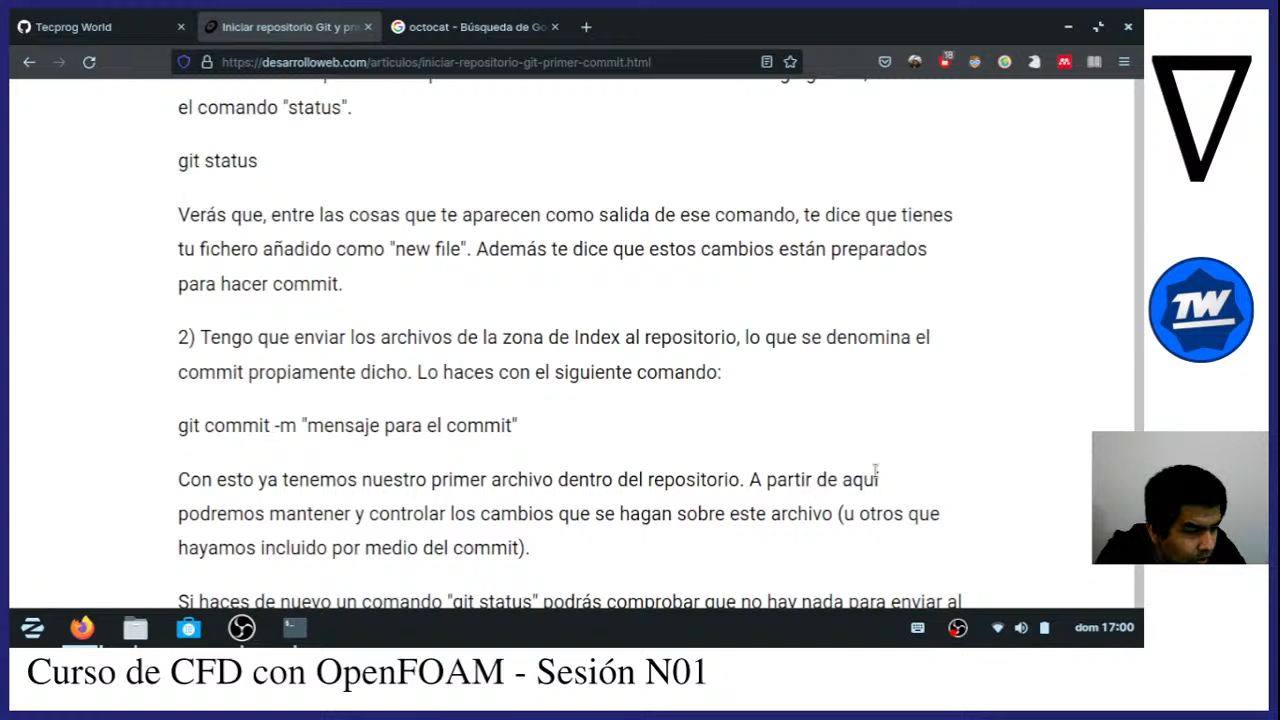 Tecprog World
Iniciar repositorio Git y pri
octocat - Búsqueda de Go
https://desarrolloweb.com/articulos/iniciar-repositorio-git-primer-commit.html
18
el comando "status".
git status
Verás que, entre las cosas que te aparecen como salida de ese comando, te dice que tienes
tu fichero añadido como "new file". Además te dice que estos cambios están preparados
para hacer commit.
2) Tengo que enviar los archivos de la zona de Index al repositorio, lo que se denomina el
commit propiamente dicho. Lo haces con el siguiente comando:
git commit -m "mensaje para el commit"
Con esto ya tenemos nuestro primer archivo dentro del repositorio. A partir de aquí
podremos mantener y controlar los cambios que se hagan sobre este archivo (u otros que
hayamos incluido por medio del commit).
Si haces de nuevo un comando "git status" podrás comprobar que no hay nada para enviar al
TW
dom 17:00
Curso de CFD con OpenFOAM - Sesión N01